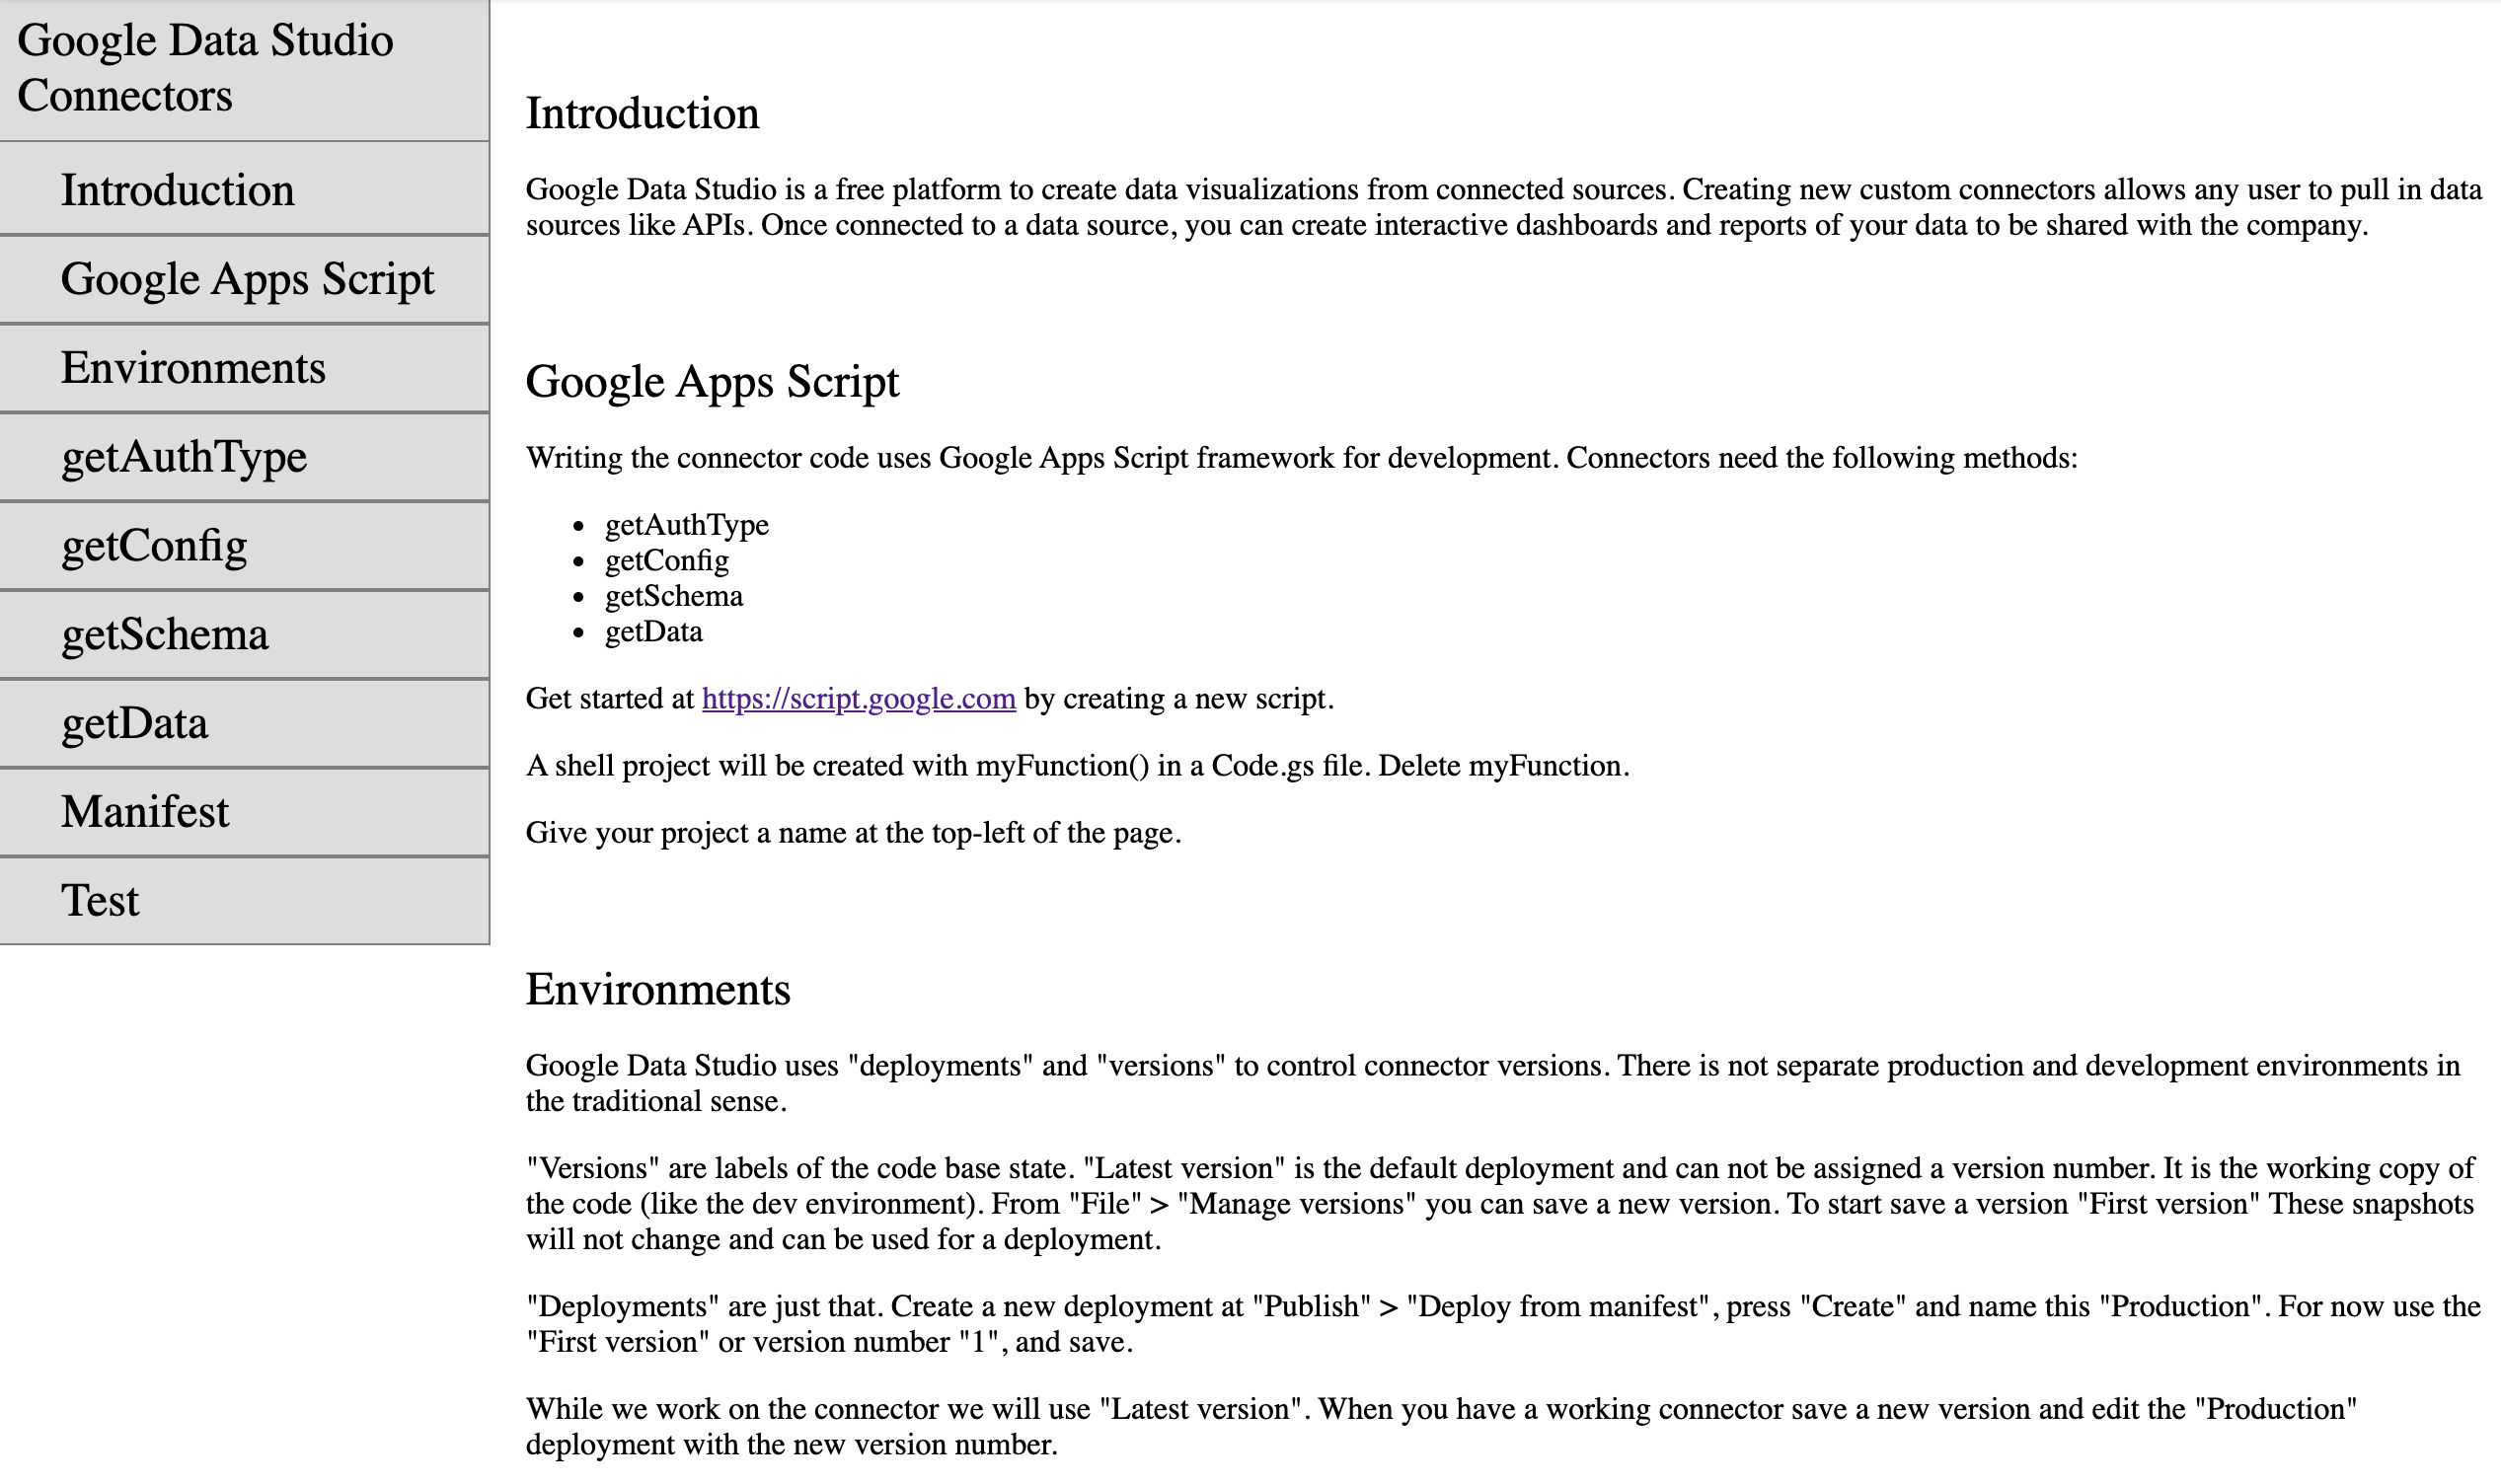 Google Data Studio
Connectors
Introduction
Google Apps Script
Environments
getAuthType
getConfig
getSchema
getData
Manifest
Test
Introduction
Google Data Studio is a free platform to create data visualizations from connected sources. Creating new custom connectors allows any user to pull in data
sources like APIs. Once connected to a data source, you can create interactive dashboards and reports of your data to be shared with the company.
Google Apps Script
Writing the connector code uses Google Apps Script framework for development. Connectors need the following methods:
• getAuthType
• getConfig
• getSchema
• getData
Get started at https://script.google.com by creating a new script.
A shell project will be created with myFunction() in a Code.gs file. Delete myFunction.
Give your project a name at the top-left of the page.
Environments
Google Data Studio uses "deployments" and "versions" to control connector versions. There is not separate production and development environments in
the traditional sense.
"Versions" are labels of the code base state. "Latest version" is the default deployment and can not be assigned a version number. It is the working copy of
the code (like the dev environment). From "File" > "Manage versions" you can save a new version. To start save a version "First version" These snapshots
will not change and can be used for a deployment.
"Deployments" are just that. Create a new deployment at "Publish" > "Deploy from manifest", press "Create" and name this "Production". For now use the
"First version" or version number "1", and save.
While we work on the connector we will use "Latest version". When you have a working connector save a new version and edit the "Production"
deployment with the new version number.